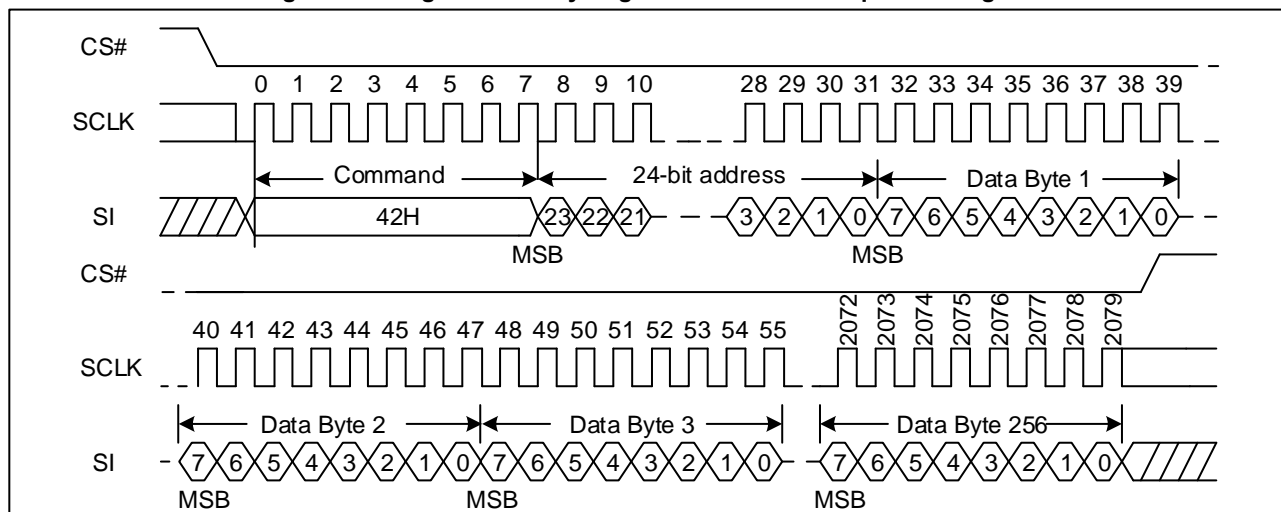 CS#
0 1 2 3 4 5 6 7 8 9 10 28 29 30 31 32 33 34 35 36 37 38 39
SCLK
Command 24-bit address Data Byte 1
SI 42H 23 22 21 3 2 1 0 7 6 5 4 3 2 1 0
MSB MSB
CS#
40 41 42 43 44 45 46 47 48 49 50 51 52 53 54 55 2072 2073 2074 2075 2076 2077 2078 2079
SCLK
Data Byte 2 Data Byte 3 Data Byte 256
SI 7 6 5 4 3 2 1 0 7 6 5 4 3 2 1 0 7 6 5 4 3 2 1 0
MSB MSB MSB